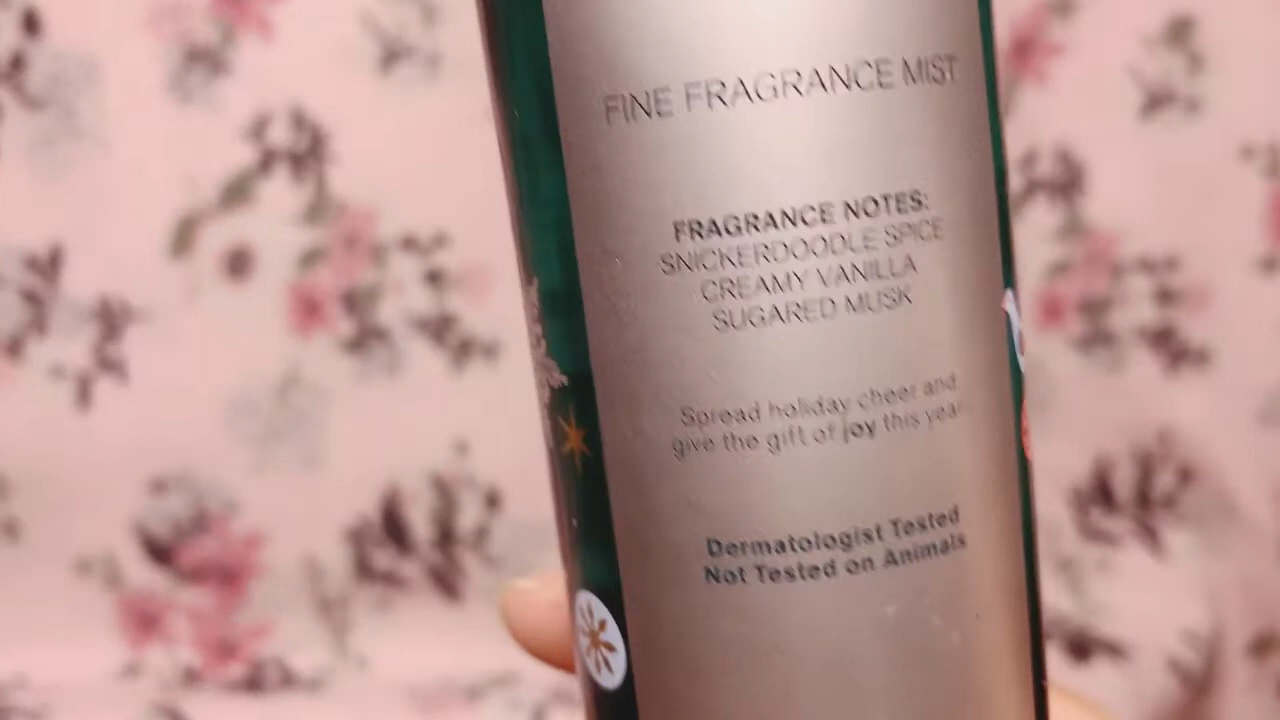 FINE FRAGRANCE MIST
FRAGRANCE NOTES:
SNICKERDOODLE SPICE
CREAMY VANILLA
SUGARED MUSK
Spread holiday cheer and
give the gift of joy this year
Dermatologist Tested
Not Tested on Animals